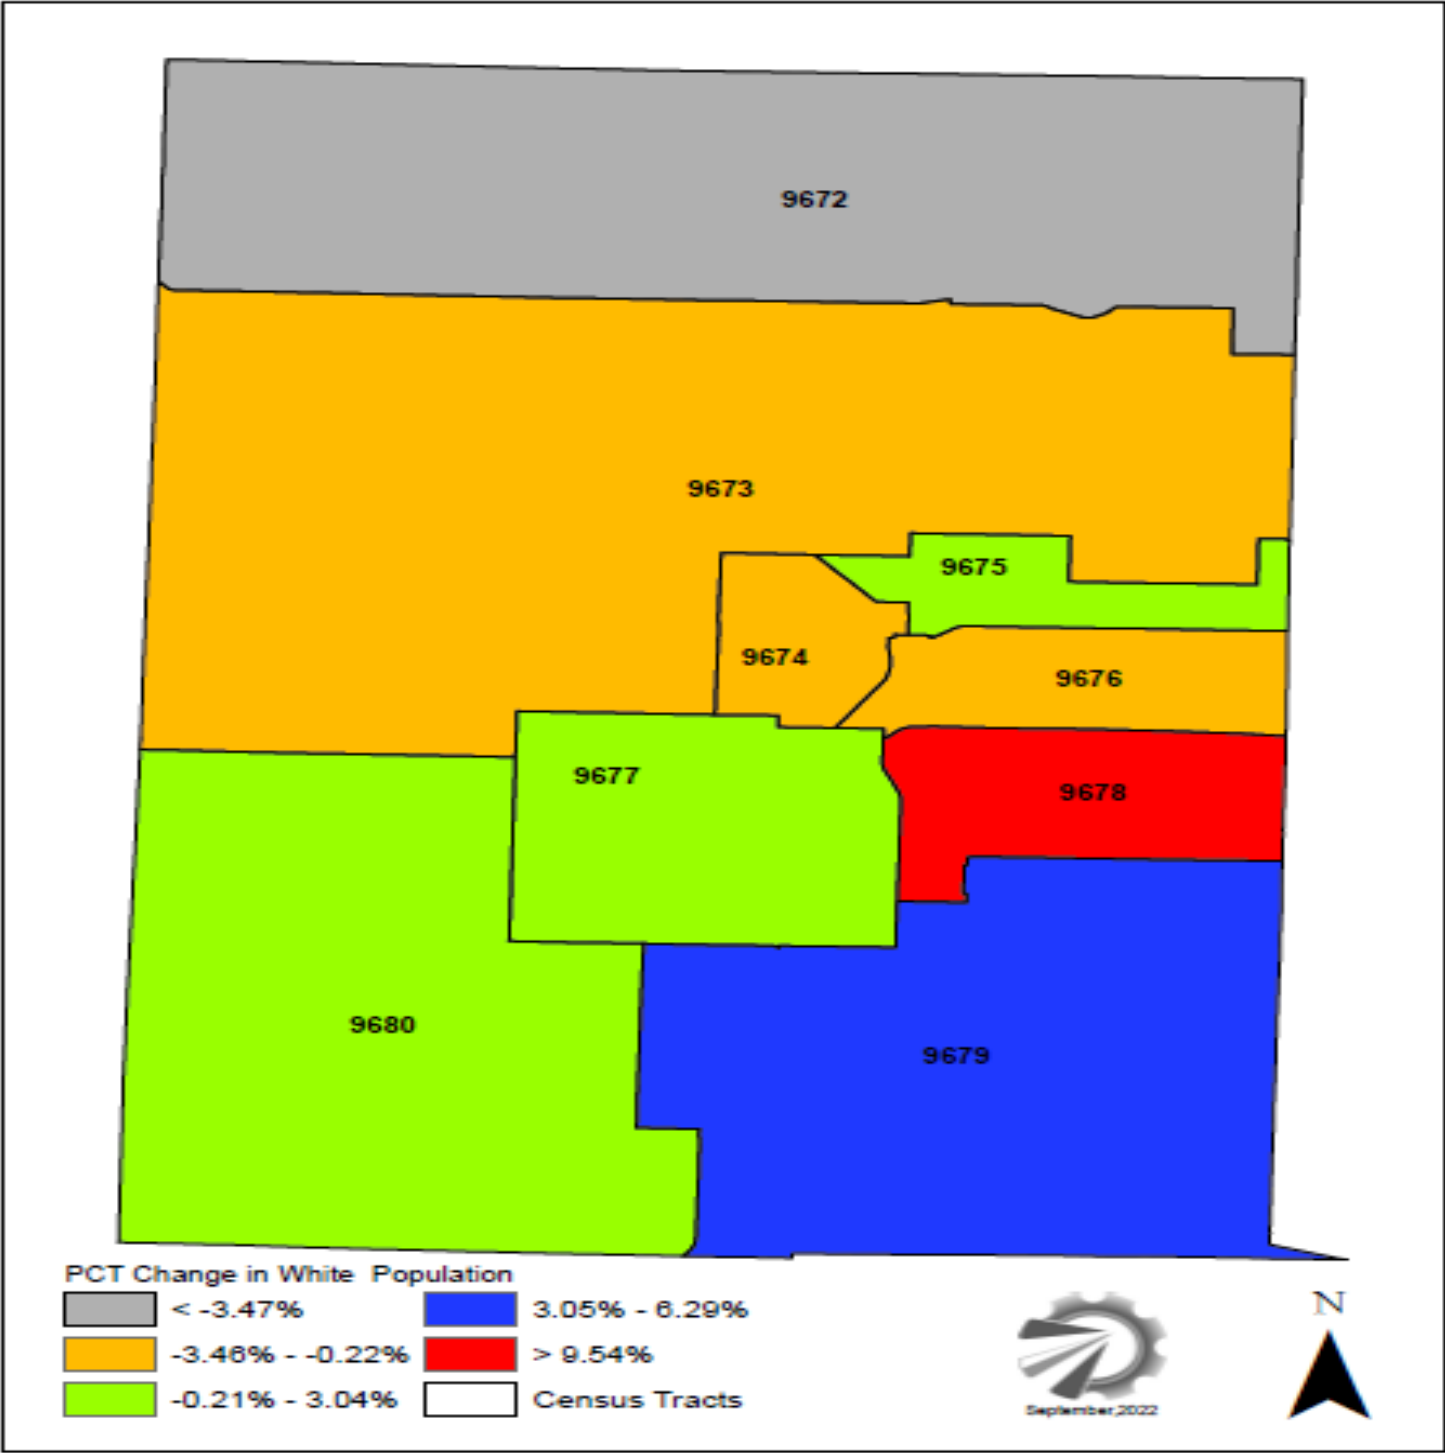 9672
9673
9675
9674
9676
9677
9678
9680
9679
PCT Change in White Population
< -3.47%
3.05% - 6.29%
-3.46% - -0.22%
> 9.54%
-0.21% - 3.04%
Census Tracts
September,2022
N